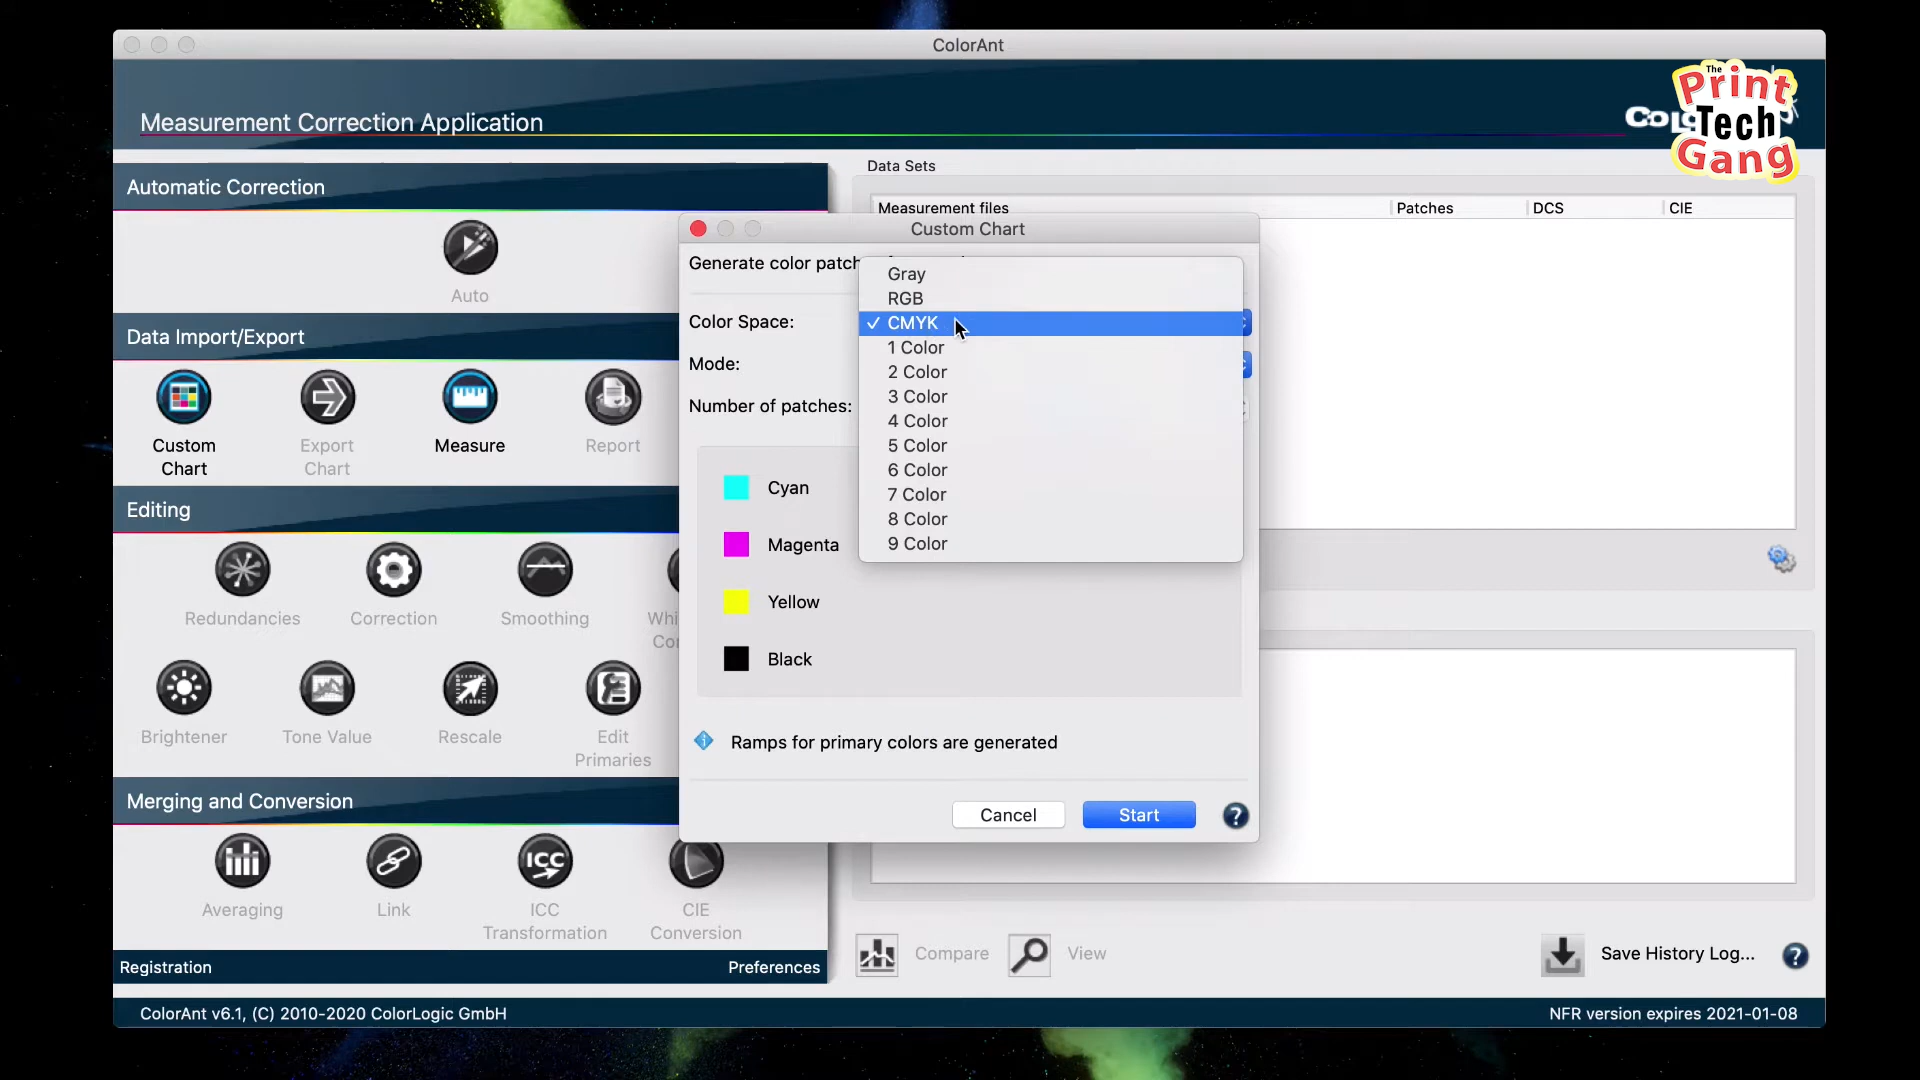 ColorAnt
Measurement Correction Application
The
Print
Tech
Gang
Automatic Correction
Auto
Data Import/Export
Custom
Chart
Export
Chart
Measure
Report
Editing
Redundancies
Correction
Smoothing
Brightener
Tone Value
Rescale
Edit
Primaries
Merging and Conversion
Averaging
Link
ICC
ICC
Transformation
CIE
Conversion
Registration
Preferences
Data Sets
Measurement files
Patches
DCS
CIE
Custom Chart
Generate color patch
Color Space:
Mode:
Number of patches:
Gray
RGB
✓ CMYK
1 Color
2 Color
3 Color
4 Color
5 Color
6 Color
7 Color
8 Color
9 Color
Cyan
Magenta
Yellow
Black
Ramps for primary colors are generated
Cancel
Start
?
Compare
View
Save History Log...
?
ColorAnt v6.1, (C) 2010-2020 ColorLogic GmbH
NFR version expires 2021-01-08